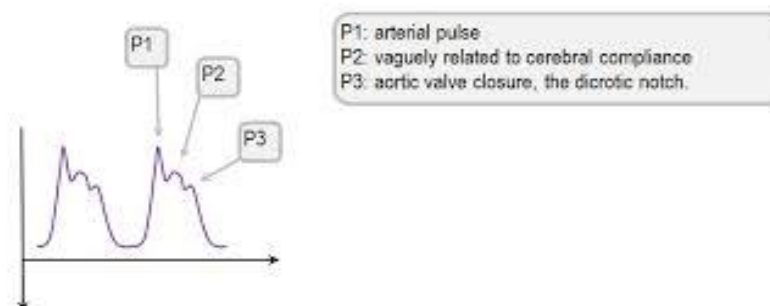 P1
P2
P3
P1: arterial pulse
P2: vaguely related to cerebral compliance
P3: aortic valve closure, the dicrotic notch.